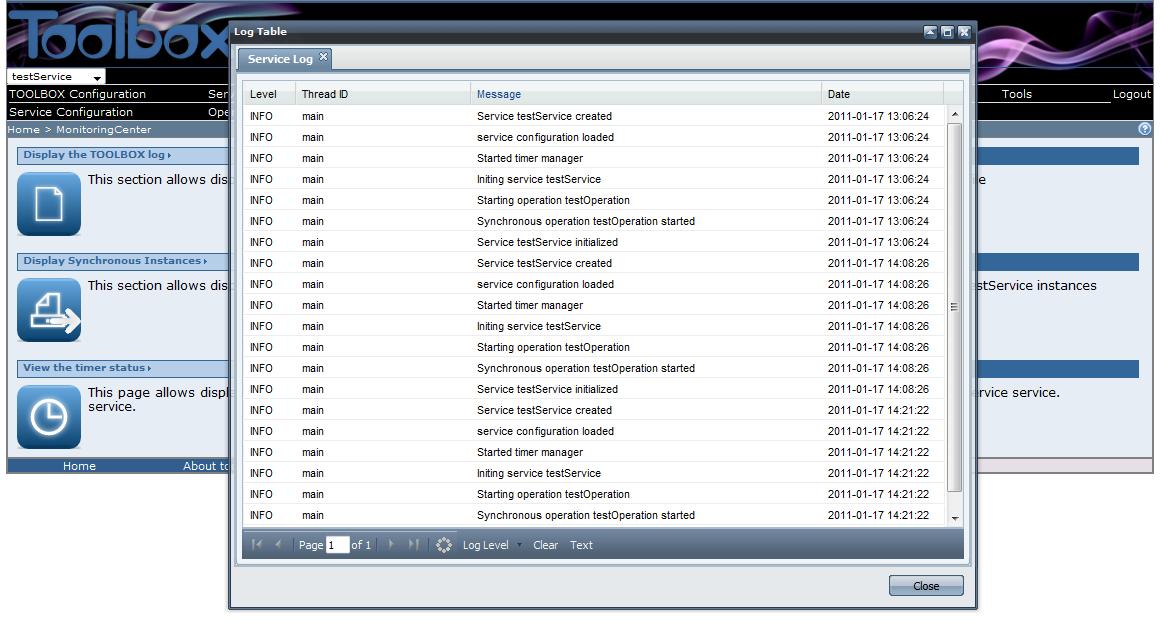 Toolbox
Log Table
Service Log
testService
TOOLBOX Configuration
Tools
Logout
Service Configuration
Home > MonitoringCenter
Level Thread ID Message Date
INFO main Service testService created 2011-01-17 13:06:24
INFO main service configuration loaded 2011-01-17 13:06:24
INFO main Started timer manager 2011-01-17 13:06:24
INFO main Initing service testService 2011-01-17 13:06:24
INFO main Starting operation testOperation 2011-01-17 13:06:24
INFO main Synchronous operation testOperation started 2011-01-17 13:06:24
INFO main Service testService initialized 2011-01-17 13:06:24
INFO main Service testService created 2011-01-17 14:08:26
INFO main service configuration loaded 2011-01-17 14:08:26
INFO main Started timer manager 2011-01-17 14:08:26
INFO main Initing service testService 2011-01-17 14:08:26
INFO main Starting operation testOperation 2011-01-17 14:08:26
INFO main Synchronous operation testOperation started 2011-01-17 14:08:26
INFO main Service testService initialized 2011-01-17 14:08:26
INFO main Service testService created 2011-01-17 14:21:22
INFO main service configuration loaded 2011-01-17 14:21:22
INFO main Started timer manager 2011-01-17 14:21:22
INFO main Initing service testService 2011-01-17 14:21:22
INFO main Starting operation testOperation 2011-01-17 14:21:22
INFO main Synchronous operation testOperation started 2011-01-17 14:21:22
Page 1 of 1 Log Level Clear Text
Close
Display the TOOLBOX log
This section allows
Display Synchronous Instances
This section allows
instances
View the timer status
This page allows
service.
service.
Home
About